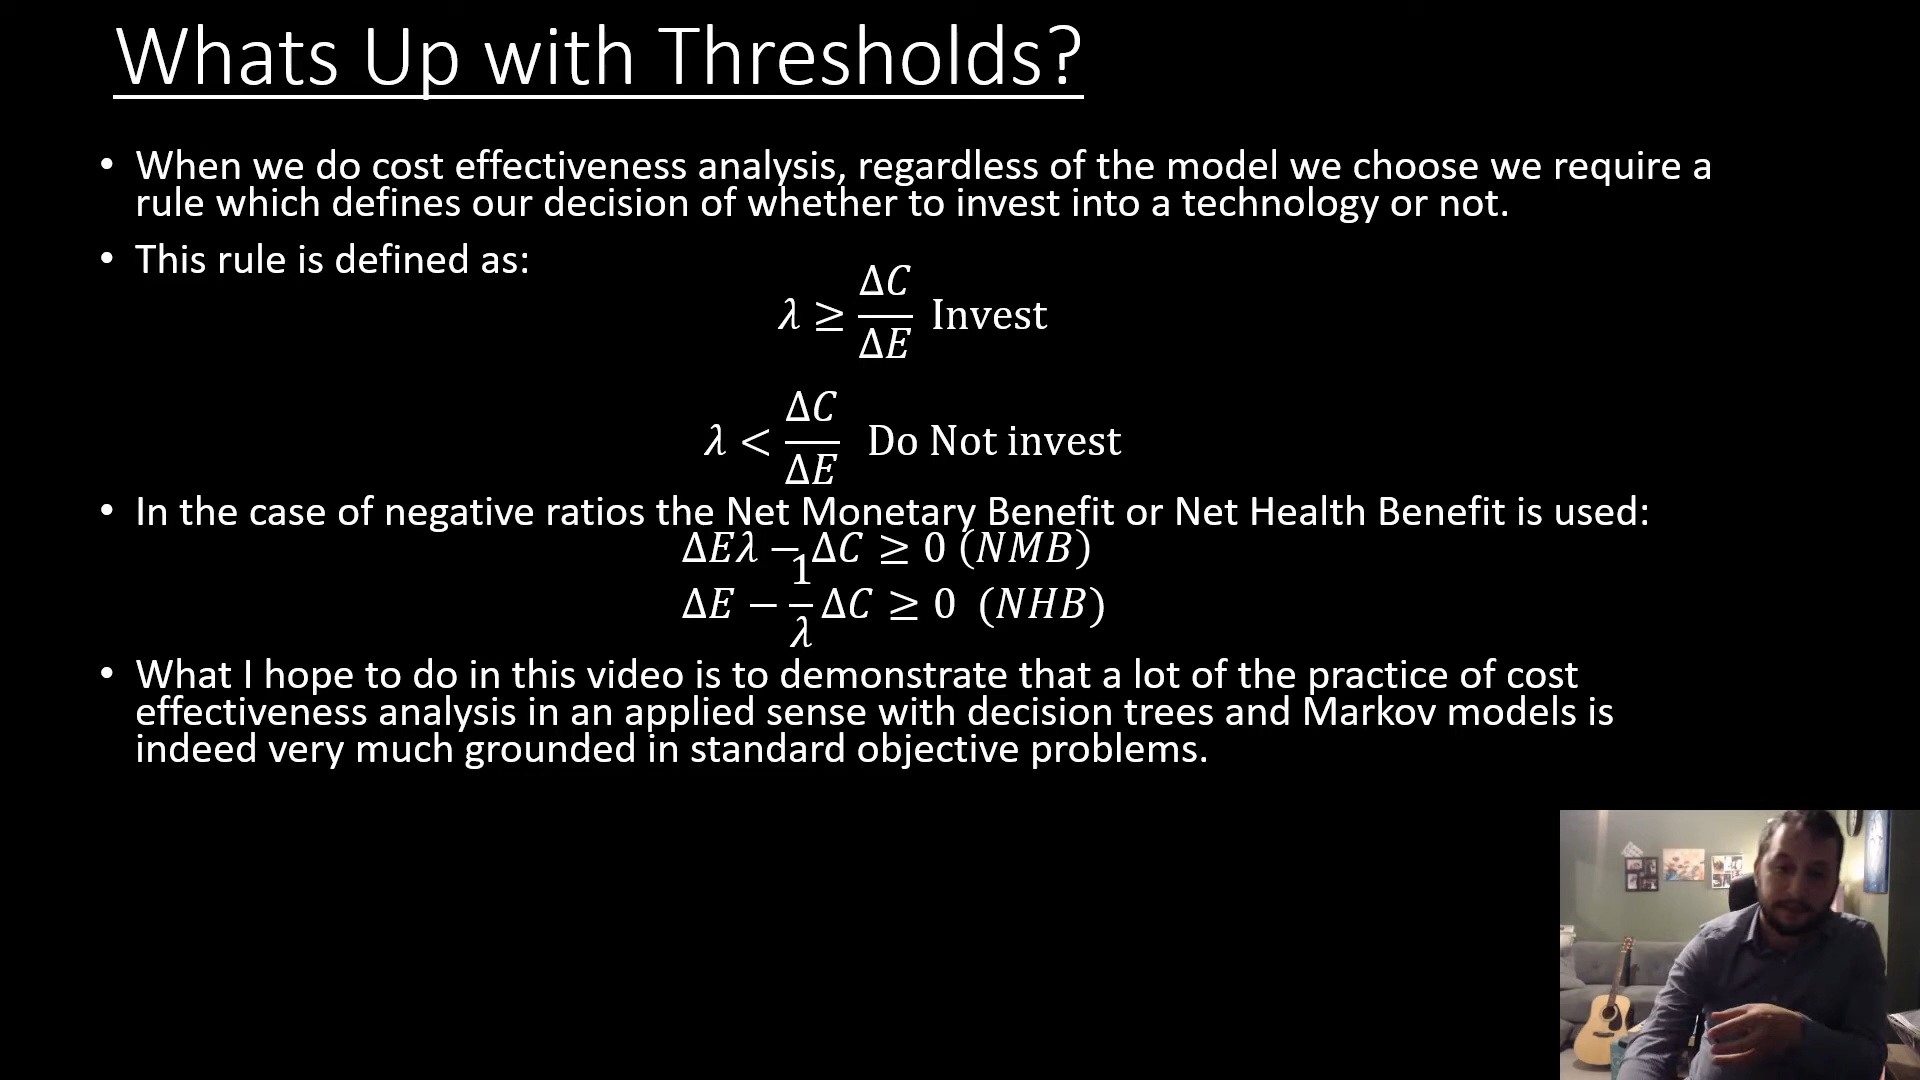 Whats Up with Thresholds?
• When we do cost effectiveness analysis, regardless of the model we choose we require a
rule which defines our decision of whether to invest into a technology or not.
• This rule is defined as:
λ ≥ ΔC/ΔE Invest
λ < ΔC/ΔE Do Not invest
• In the case of negative ratios the Net Monetary Benefit or Net Health Benefit is used:
ΔEλ − ΔC ≥ 0 (NMB)
ΔE − 1/λ ΔC ≥ 0 (NHB)
• What I hope to do in this video is to demonstrate that a lot of the practice of cost
effectiveness analysis in an applied sense with decision trees and Markov models is
indeed very much grounded in standard objective problems.